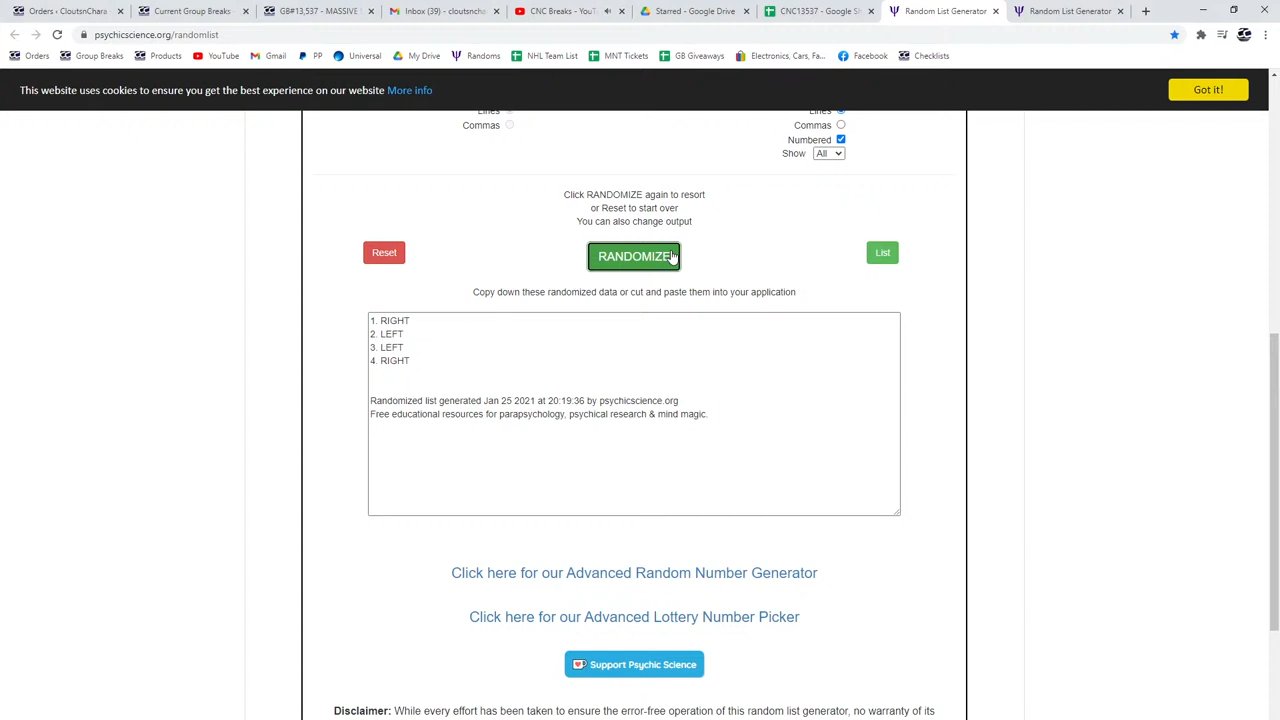 Orders ‹ CloutsnChara
Current Group Breaks
GB#13,537 - MASSIVE
Inbox (39) - cloutsnch
CNC Breaks - YouT
Starred - Google Drive
CNC13537 - Google Sh
Random List Generator
Random List Generator
psychicscience.org/randomlist
Orders
Group Breaks
Products
YouTube
Gmail
PP
Universal
My Drive
Randoms
NHL Team List
MNT Tickets
GB Giveaways
Electronics, Cars, Fa...
Facebook
Checklists
This website uses cookies to ensure you get the best experience on our website More info
Got it!
Lines
Lines
Commas
Commas
Numbered
Show All
Click RANDOMIZE again to resort
or Reset to start over
You can also change output
Reset
RANDOMIZE
List
Copy down these randomized data or cut and paste them into your application
1. RIGHT
2. LEFT
3. LEFT
4. RIGHT
Randomized list generated Jan 25 2021 at 20:19:36 by psychicscience.org
Free educational resources for parapsychology, psychical research & mind magic.
Click here for our Advanced Random Number Generator
Click here for our Advanced Lottery Number Picker
Support Psychic Science
Disclaimer: While every effort has been taken to ensure the error-free operation of this random list generator, no warranty of its